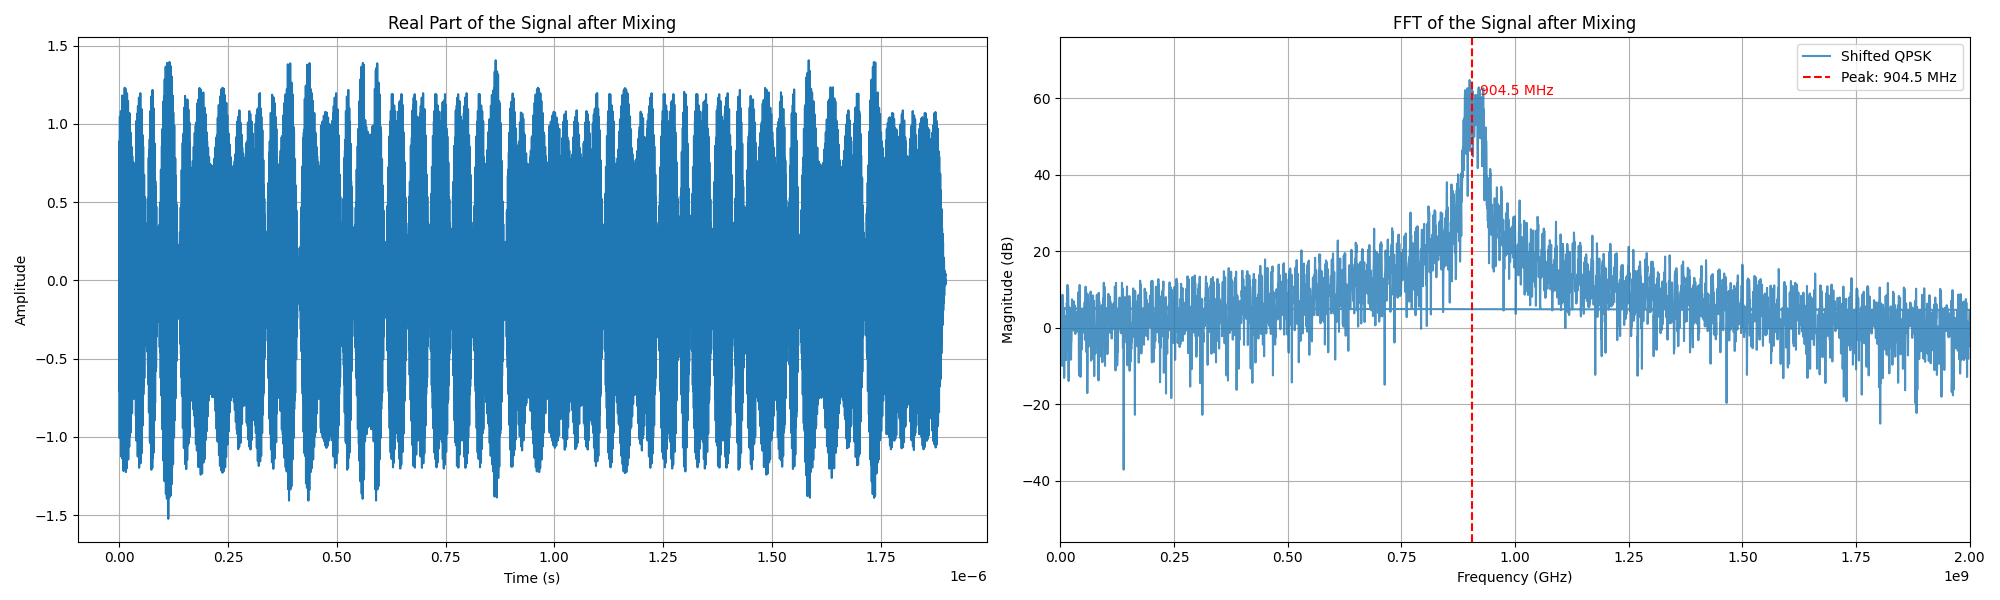 Real Part of the Signal after Mixing
1.5
1.0
0.5
0.0
−0.5
−1.0
−1.5
Amplitude
0.00
0.25
0.50
0.75
1.00
1.25
1.50
1.75
1e−6
Time (s)
FFT of the Signal after Mixing
Shifted QPSK
Peak: 904.5 MHz
904.5 MHz
60
40
20
0
−20
−40
Magnitude (dB)
0.00
0.25
0.50
0.75
1.00
1.25
1.50
1.75
2.00
1e9
Frequency (GHz)